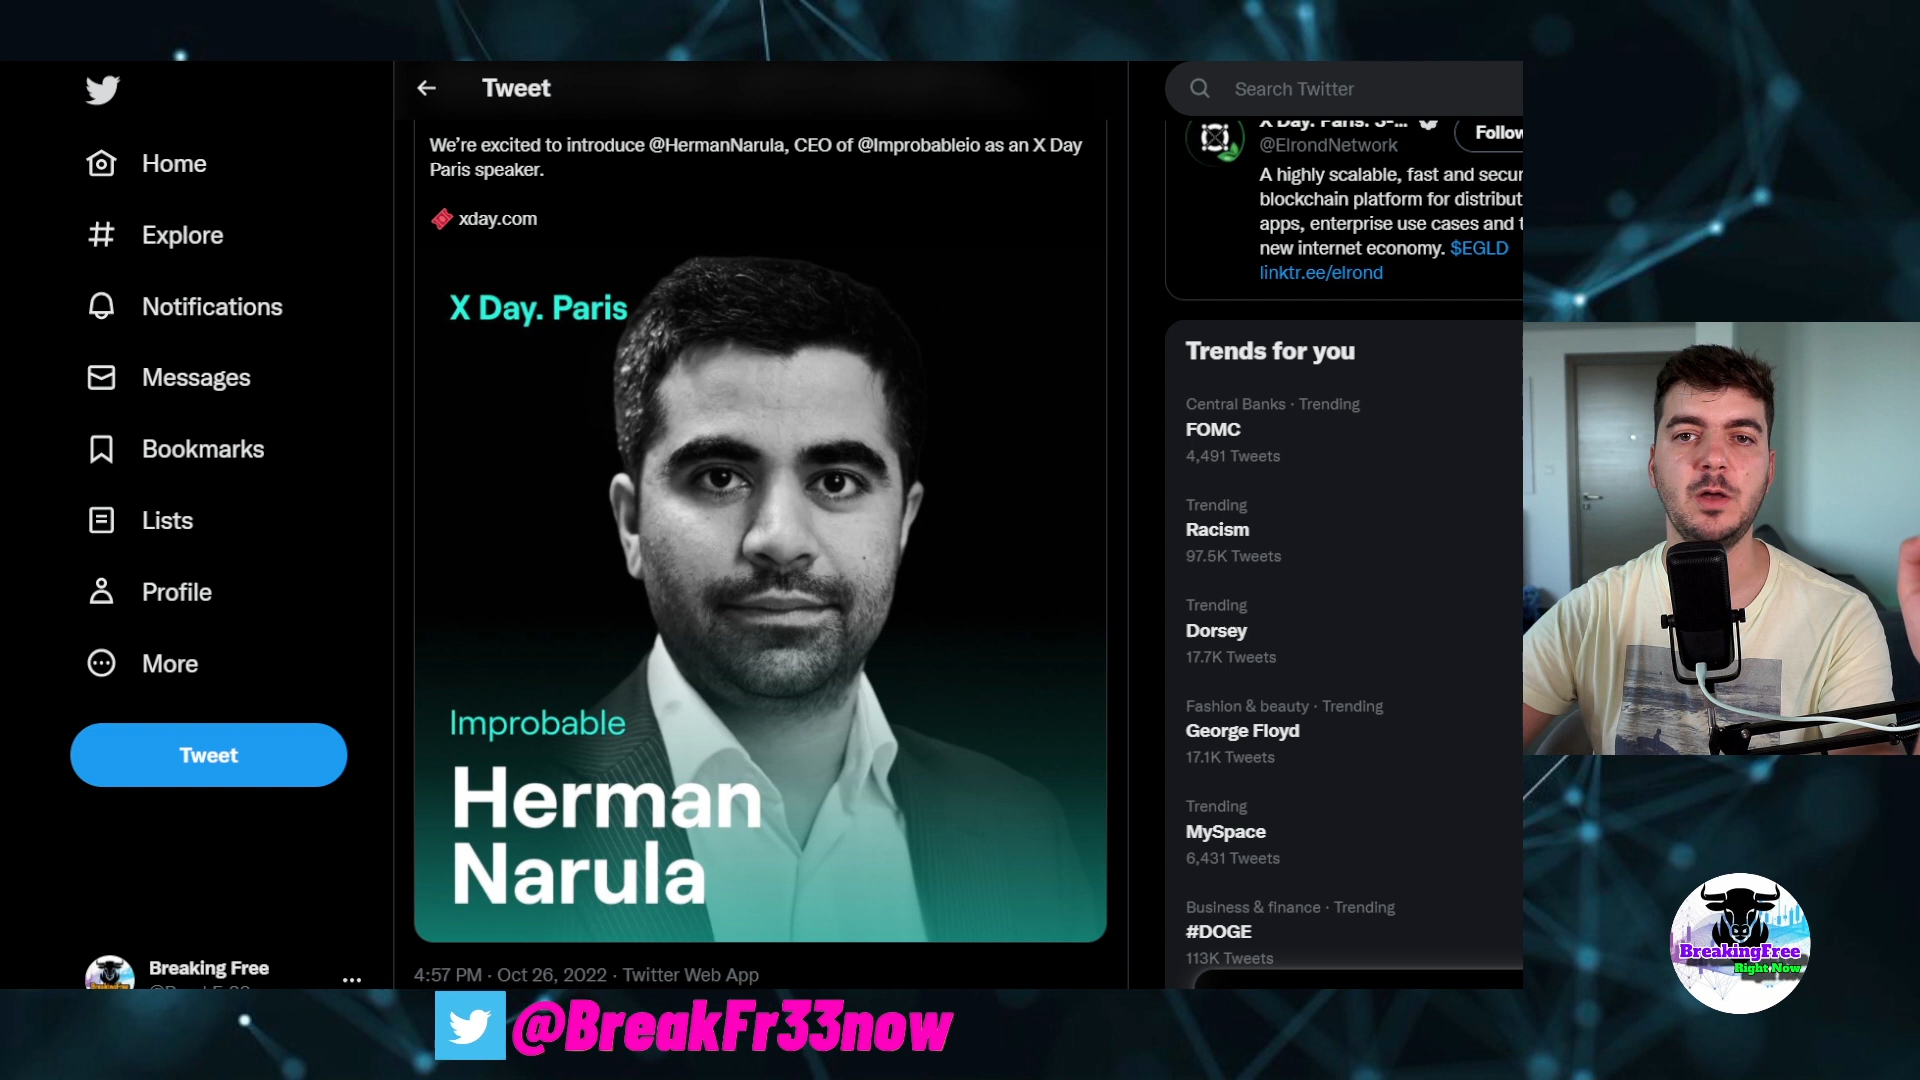 Home
Explore
Notifications
Messages
Bookmarks
Lists
Profile
More
Tweet
Breaking Free
Tweet
We're excited to introduce @HermanNarula, CEO of @Improbableio as an X Day
Paris speaker.
xday.com
X Day. Paris
Improbable
Herman
Narula
4:57 PM · Oct 26, 2022 · Twitter Web App
Search Twitter
@ElrondNetwork
Follow
A highly scalable, fast and secur
blockchain platform for distribut
apps, enterprise use cases and t
new internet economy. $EGLD
linktr.ee/elrond
Trends for you
Central Banks · Trending
FOMC
4,491 Tweets
Trending
Racism
97.5K Tweets
Trending
Dorsey
17.7K Tweets
Fashion & beauty · Trending
George Floyd
17.1K Tweets
Trending
MySpace
6,431 Tweets
Business & finance · Trending
#DOGE
113K Tweets
BreakingFree
Right Now
@BreakFr33now